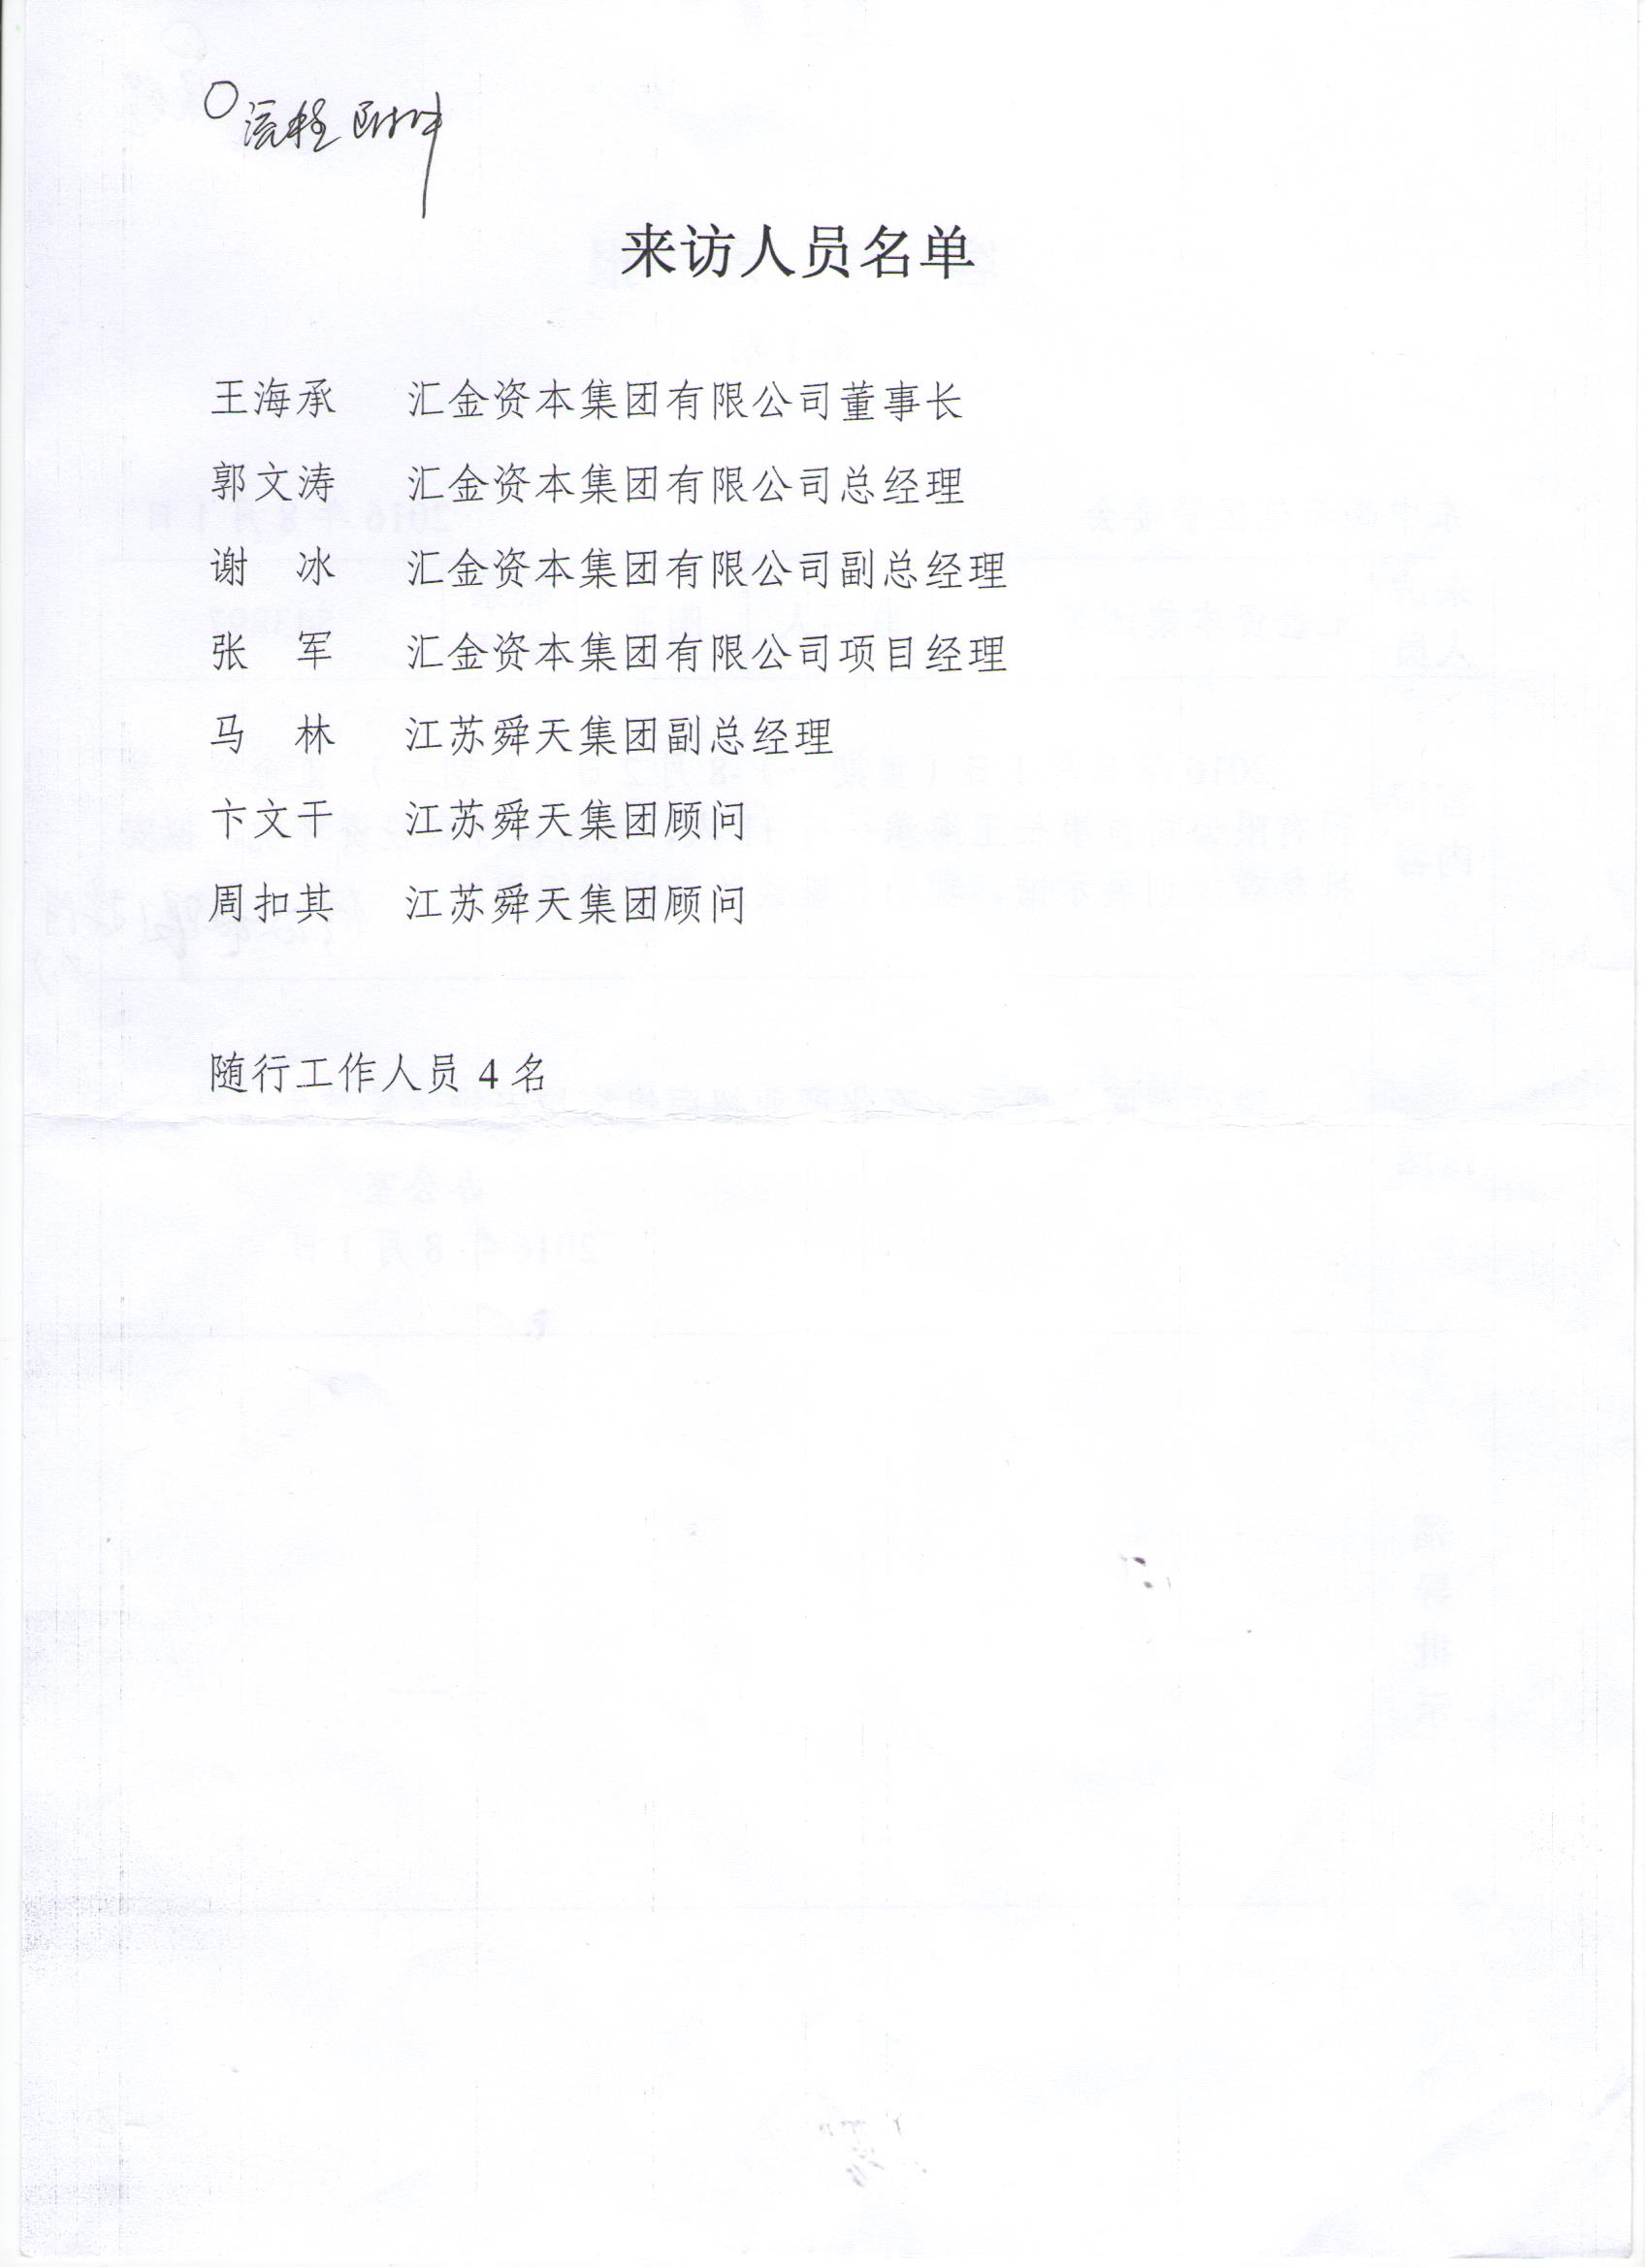 流程附件
来访人员名单
王海承 汇金资本集团有限公司董事长
郭文涛 汇金资本集团有限公司总经理
谢 冰 汇金资本集团有限公司副总经理
张 军 汇金资本集团有限公司项目经理
马 林 江苏舜天集团副总经理
卞文干 江苏舜天集团顾问
周扣其 江苏舜天集团顾问
随行工作人员 4 名